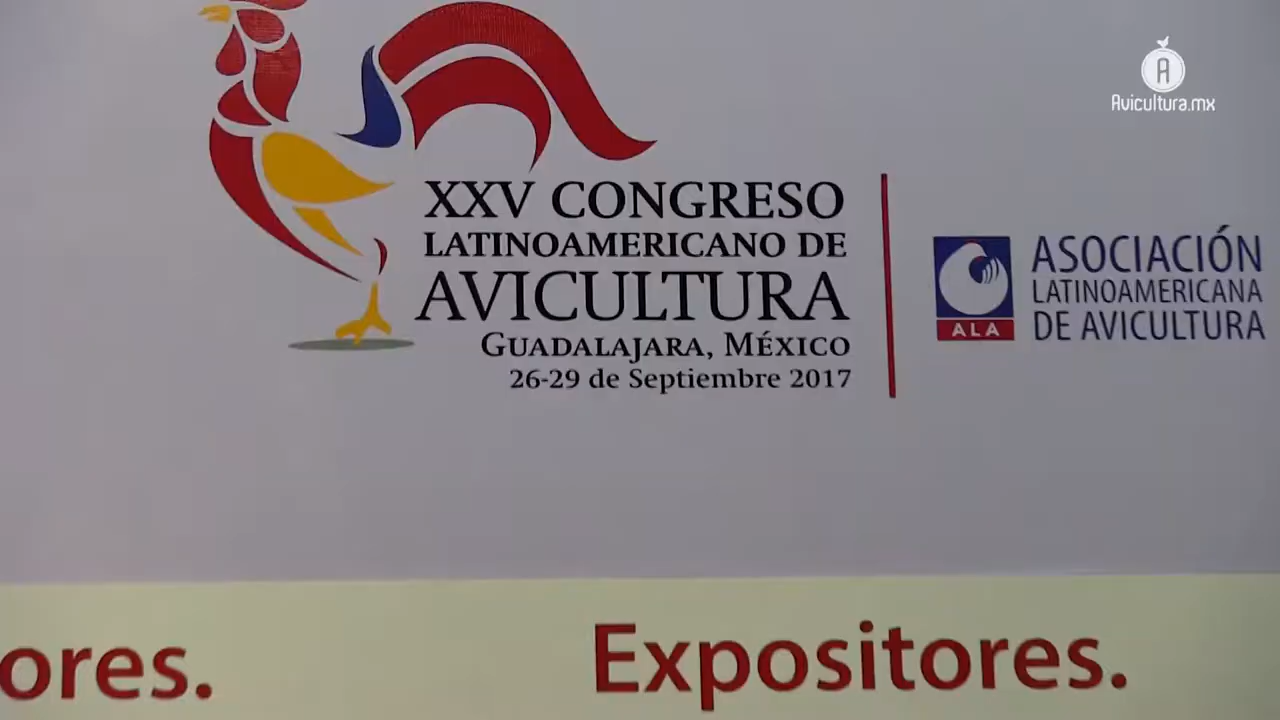 A
Avicultura.mx
XXV CONGRESO
LATINOAMERICANO DE
AVICULTURA
GUADALAJARA, MÉXICO
26-29 de Septiembre 2017
ALA
ASOCIACIÓN
LATINOAMERICANA
DE AVICULTURA
ores.
Expositores.